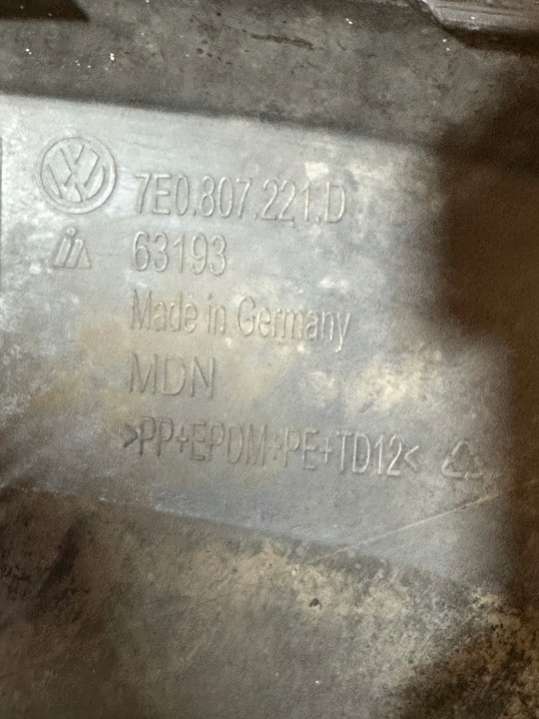 7E0.807.221.D
63193
Made in Germany
MDN
>PP+EPDM+PE+TD12<